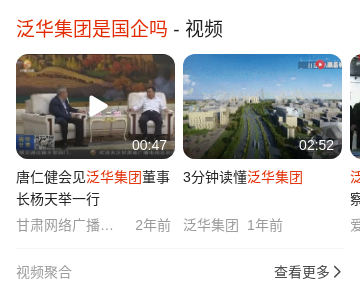 泛华集团是国企吗 - 视频
00:47
02:52
唐仁健会见泛华集团董事
长杨天举一行
3分钟读懂泛华集团
甘肃网络广播… 2年前
泛华集团 1年前
视频聚合
查看更多